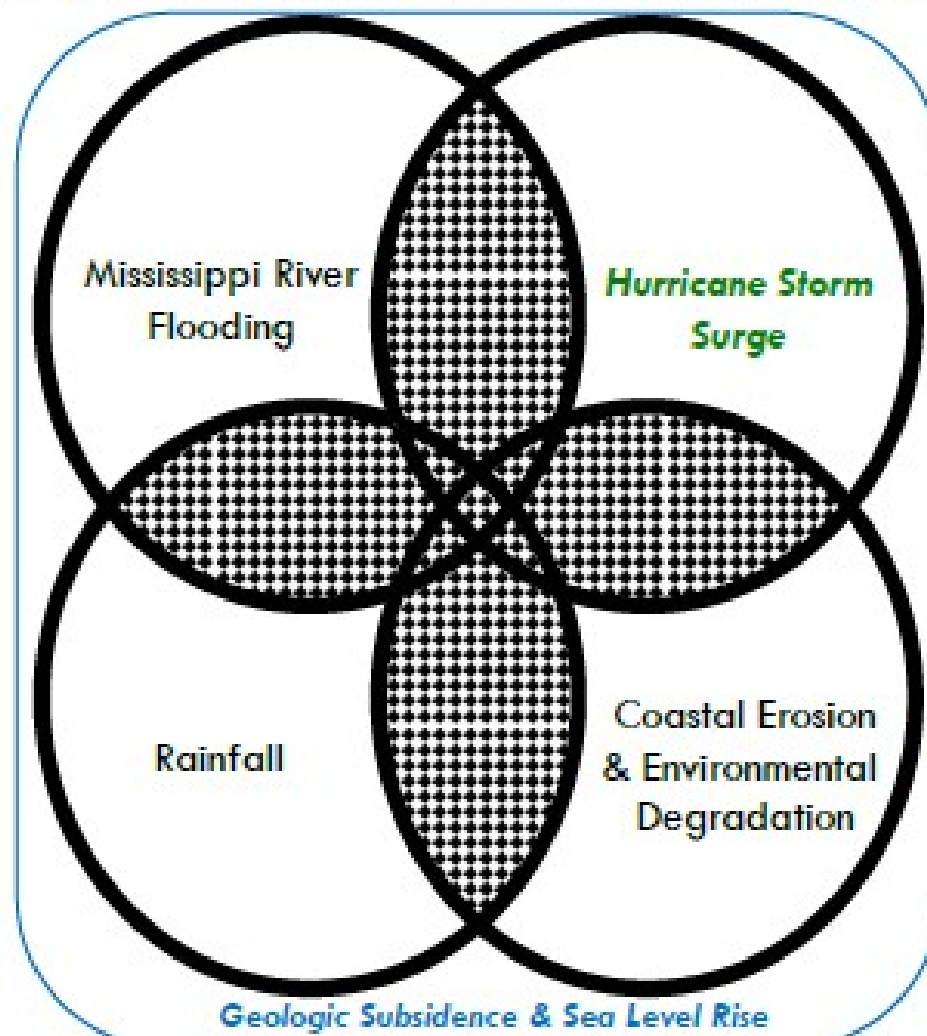 Mississippi River
Flooding
Hurricane Storm
Surge
Rainfall
Coastal Erosion
& Environmental
Degradation
Geologic Subsidence & Sea Level Rise